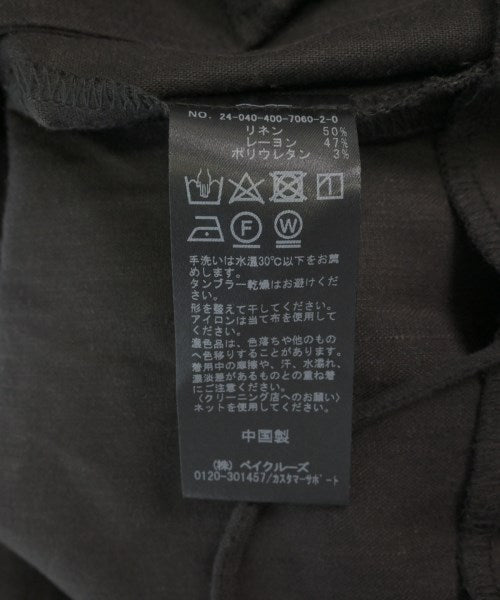 NO. 24-040-400-7060-2-0
リネン 50%
レーヨン 47%
ポリウレタン 3%
F W
手洗いは水温30℃以下をお薦
めします。
タンブラー乾燥はお避けくださ
い。
形を整えて干してください。
アイロンは当て布を使用して
ください。
濃色品は、色落ちや他のもの
へ色移りすることがあります。
着用中の摩擦や、汗、水濡れ、
濃淡差があるものとの重ね着
にご注意ください。
〈クリーニング店へのお願い〉
ネットを使用してください。
中国製
(株) ベイクルーズ
0120-301457/カスタマーサポート